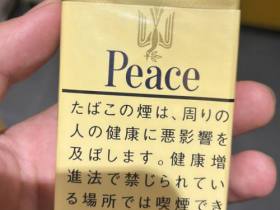 Peace
たばこの煙は、周りの
人の健康に悪影響を
及ぼします。健康増
進法で禁じられてい
る場所では喫煙でき